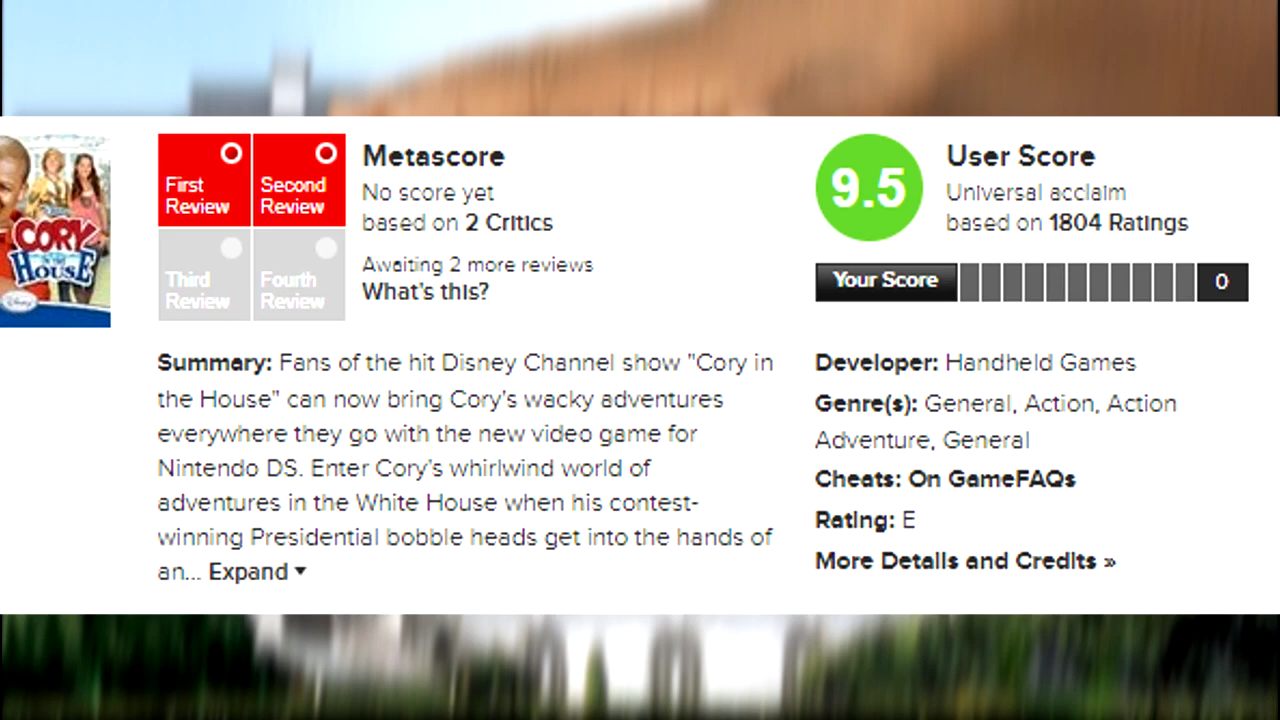 CORY
IN THE
HOUSE
Disney
First
Review
Second
Review
Third
Review
Fourth
Review
Metascore
No score yet
based on 2 Critics
Awaiting 2 more reviews
What's this?
9.5
User Score
Universal acclaim
based on 1804 Ratings
Your Score
0
Summary: Fans of the hit Disney Channel show "Cory in
the House" can now bring Cory's wacky adventures
everywhere they go with the new video game for
Nintendo DS. Enter Cory's whirlwind world of
adventures in the White House when his contest-
winning Presidential bobble heads get into the hands of
an... Expand
Developer: Handheld Games
Genre(s): General, Action, Action
Adventure, General
Cheats: On GameFAQs
Rating: E
More Details and Credits »